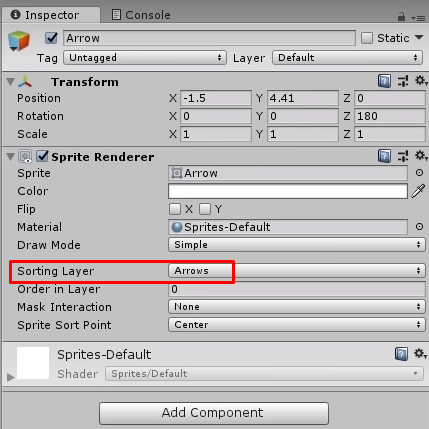 Inspector Console
Arrow Static
Tag Untagged Layer Default
Transform
Position X -1.5 Y 4.41 Z 0
Rotation X 0 Y 0 Z 180
Scale X 1 Y 1 Z 1
Sprite Renderer
Sprite Arrow
Color
Flip X Y
Material Sprites-Default
Draw Mode Simple
Sorting Layer Arrows
Order in Layer 0
Mask Interaction None
Sprite Sort Point Center
Sprites-Default
Shader Sprites/Default
Add Component